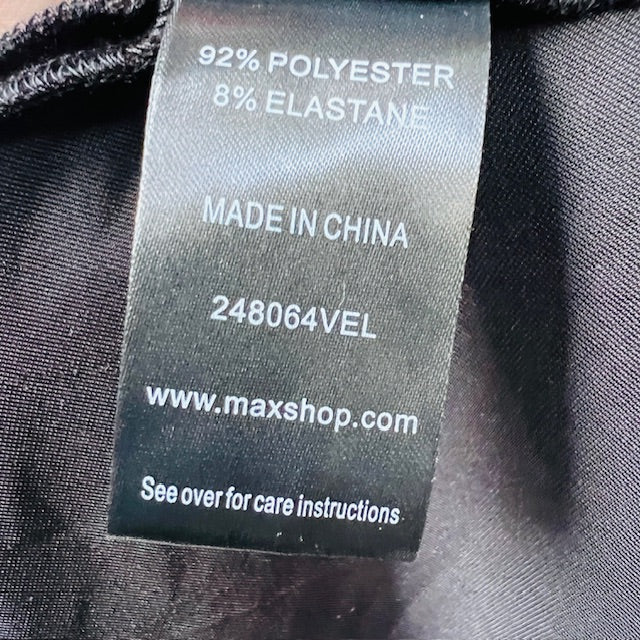 92% POLYESTER
8% ELASTANE
MADE IN CHINA
248064VEL
www.maxshop.com
See over for care instructions